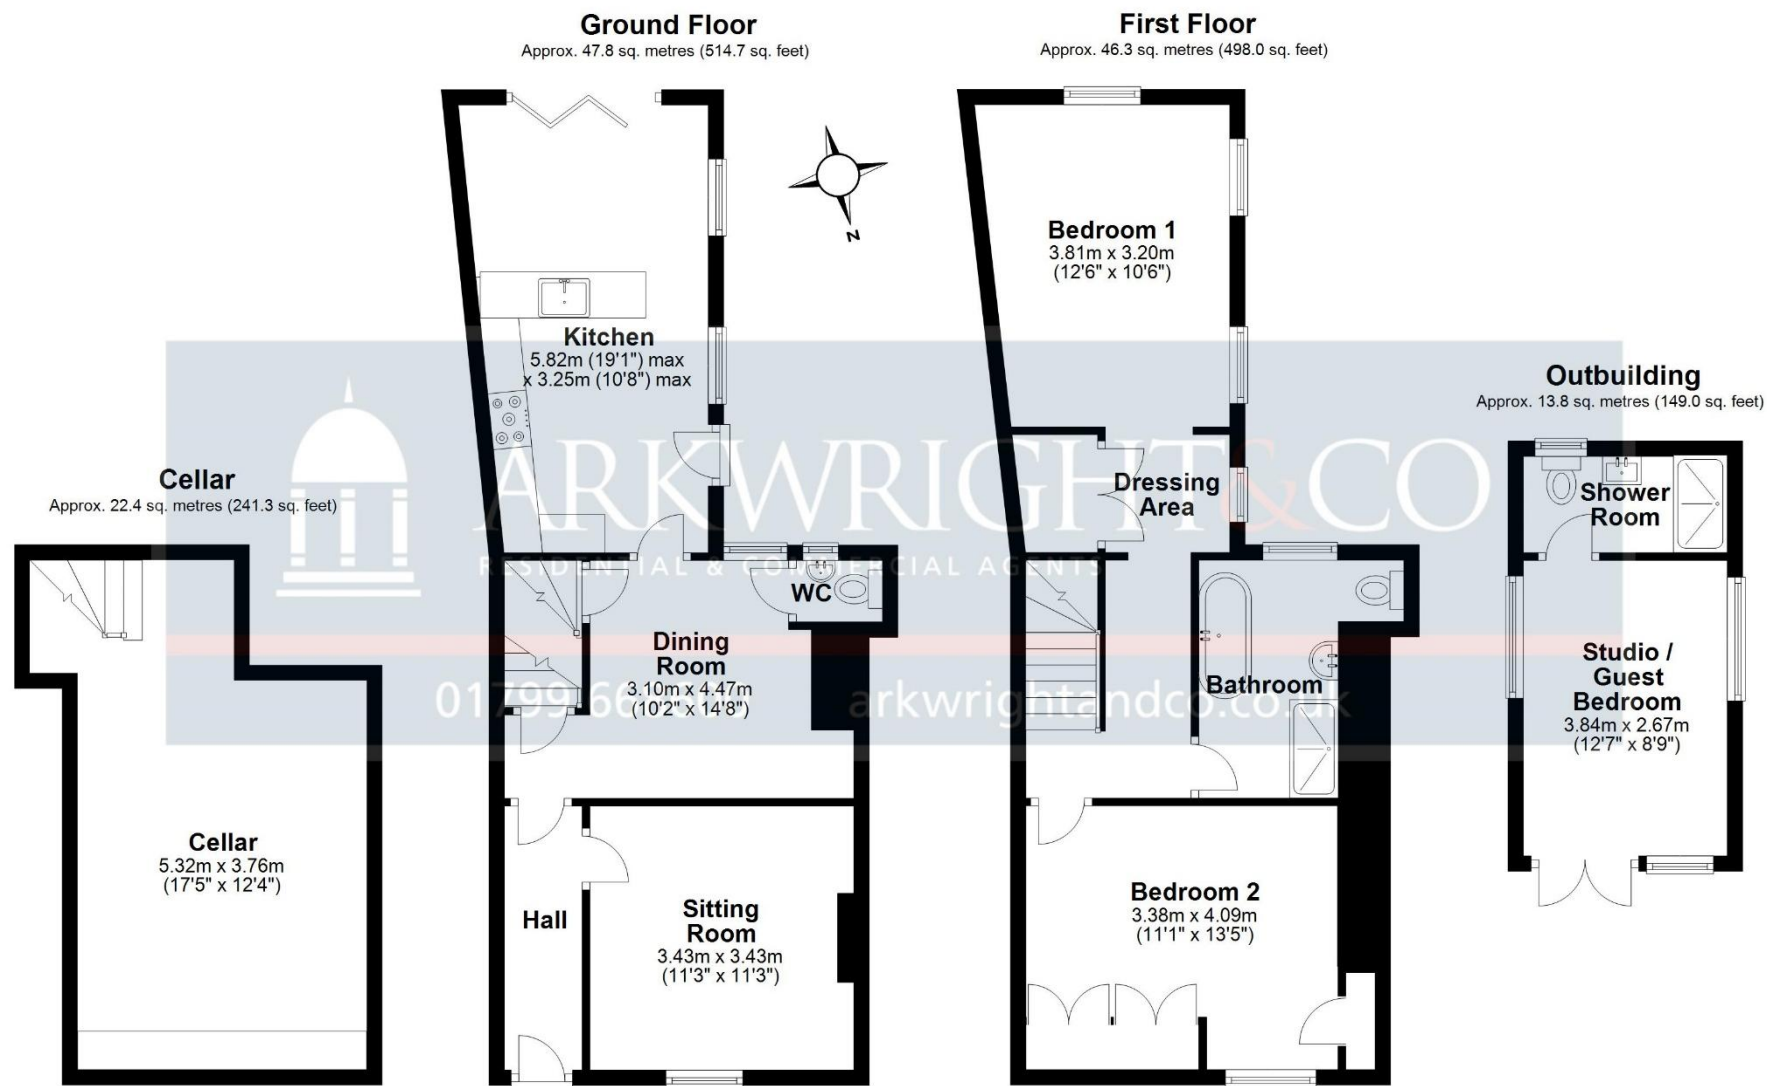 Ground Floor
Approx. 47.8 sq. metres (514.7 sq. feet)
First Floor
Approx. 46.3 sq. metres (498.0 sq. feet)
N
Bedroom 1
3.81m x 3.20m
(12'6" x 10'6")
Kitchen
5.82m (19'1") max
x 3.25m (10'8") max
Outbuilding
Approx. 13.8 sq. metres (149.0 sq. feet)
Cellar
Approx. 22.4 sq. metres (241.3 sq. feet)
ARKWRIGHT&CO
RESIDENTIAL & COMMERCIAL AGENTS
Dressing
Area
Shower
Room
WC
Dining
Room
3.10m x 4.47m
(10'2" x 14'8")
Bathroom
Studio /
Guest
Bedroom
3.84m x 2.67m
(12'7" x 8'9")
01799
arkwrightandco.co.uk
Cellar
5.32m x 3.76m
(17'5" x 12'4")
Hall
Sitting
Room
3.43m x 3.43m
(11'3" x 11'3")
Bedroom 2
3.38m x 4.09m
(11'1" x 13'5")